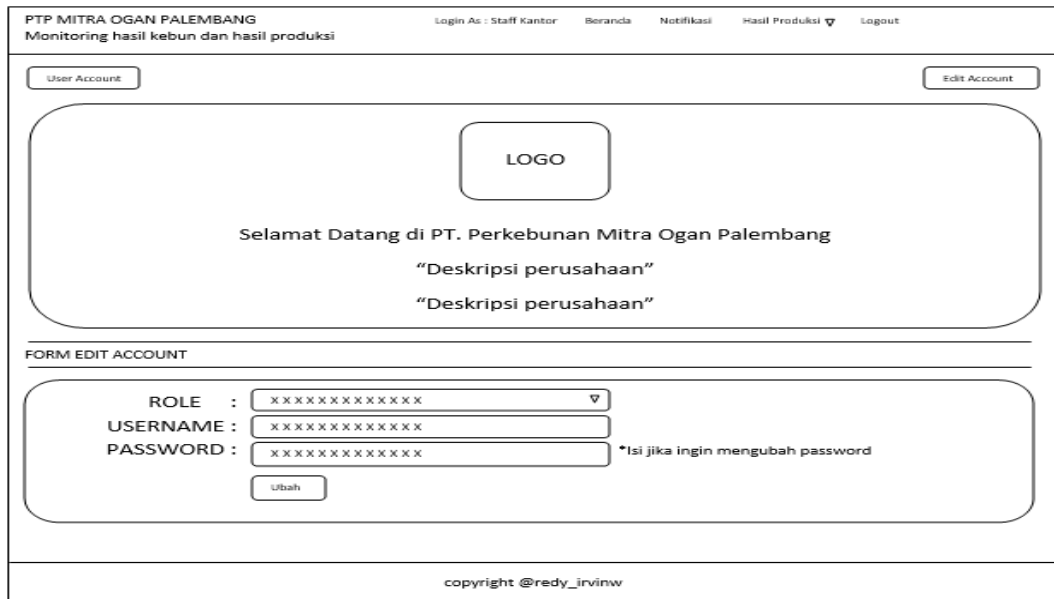 PTP MITRA OGAN PALEMBANG
Monitoring hasil kebun dan hasil produksi
Login As : Staff Kantor Beranda Notifikasi Hasil Produksi Logout
User Account Edit Account
LOGO
Selamat Datang di PT. Perkebunan Mitra Ogan Palembang
“Deskripsi perusahaan”
“Deskripsi perusahaan”
FORM EDIT ACCOUNT
ROLE : XXXXXXXXXXXXX
USERNAME : XXXXXXXXXXXXX
PASSWORD : XXXXXXXXXXXXX *Isi jika ingin mengubah password
Ubah
copyright @redy_irvinw